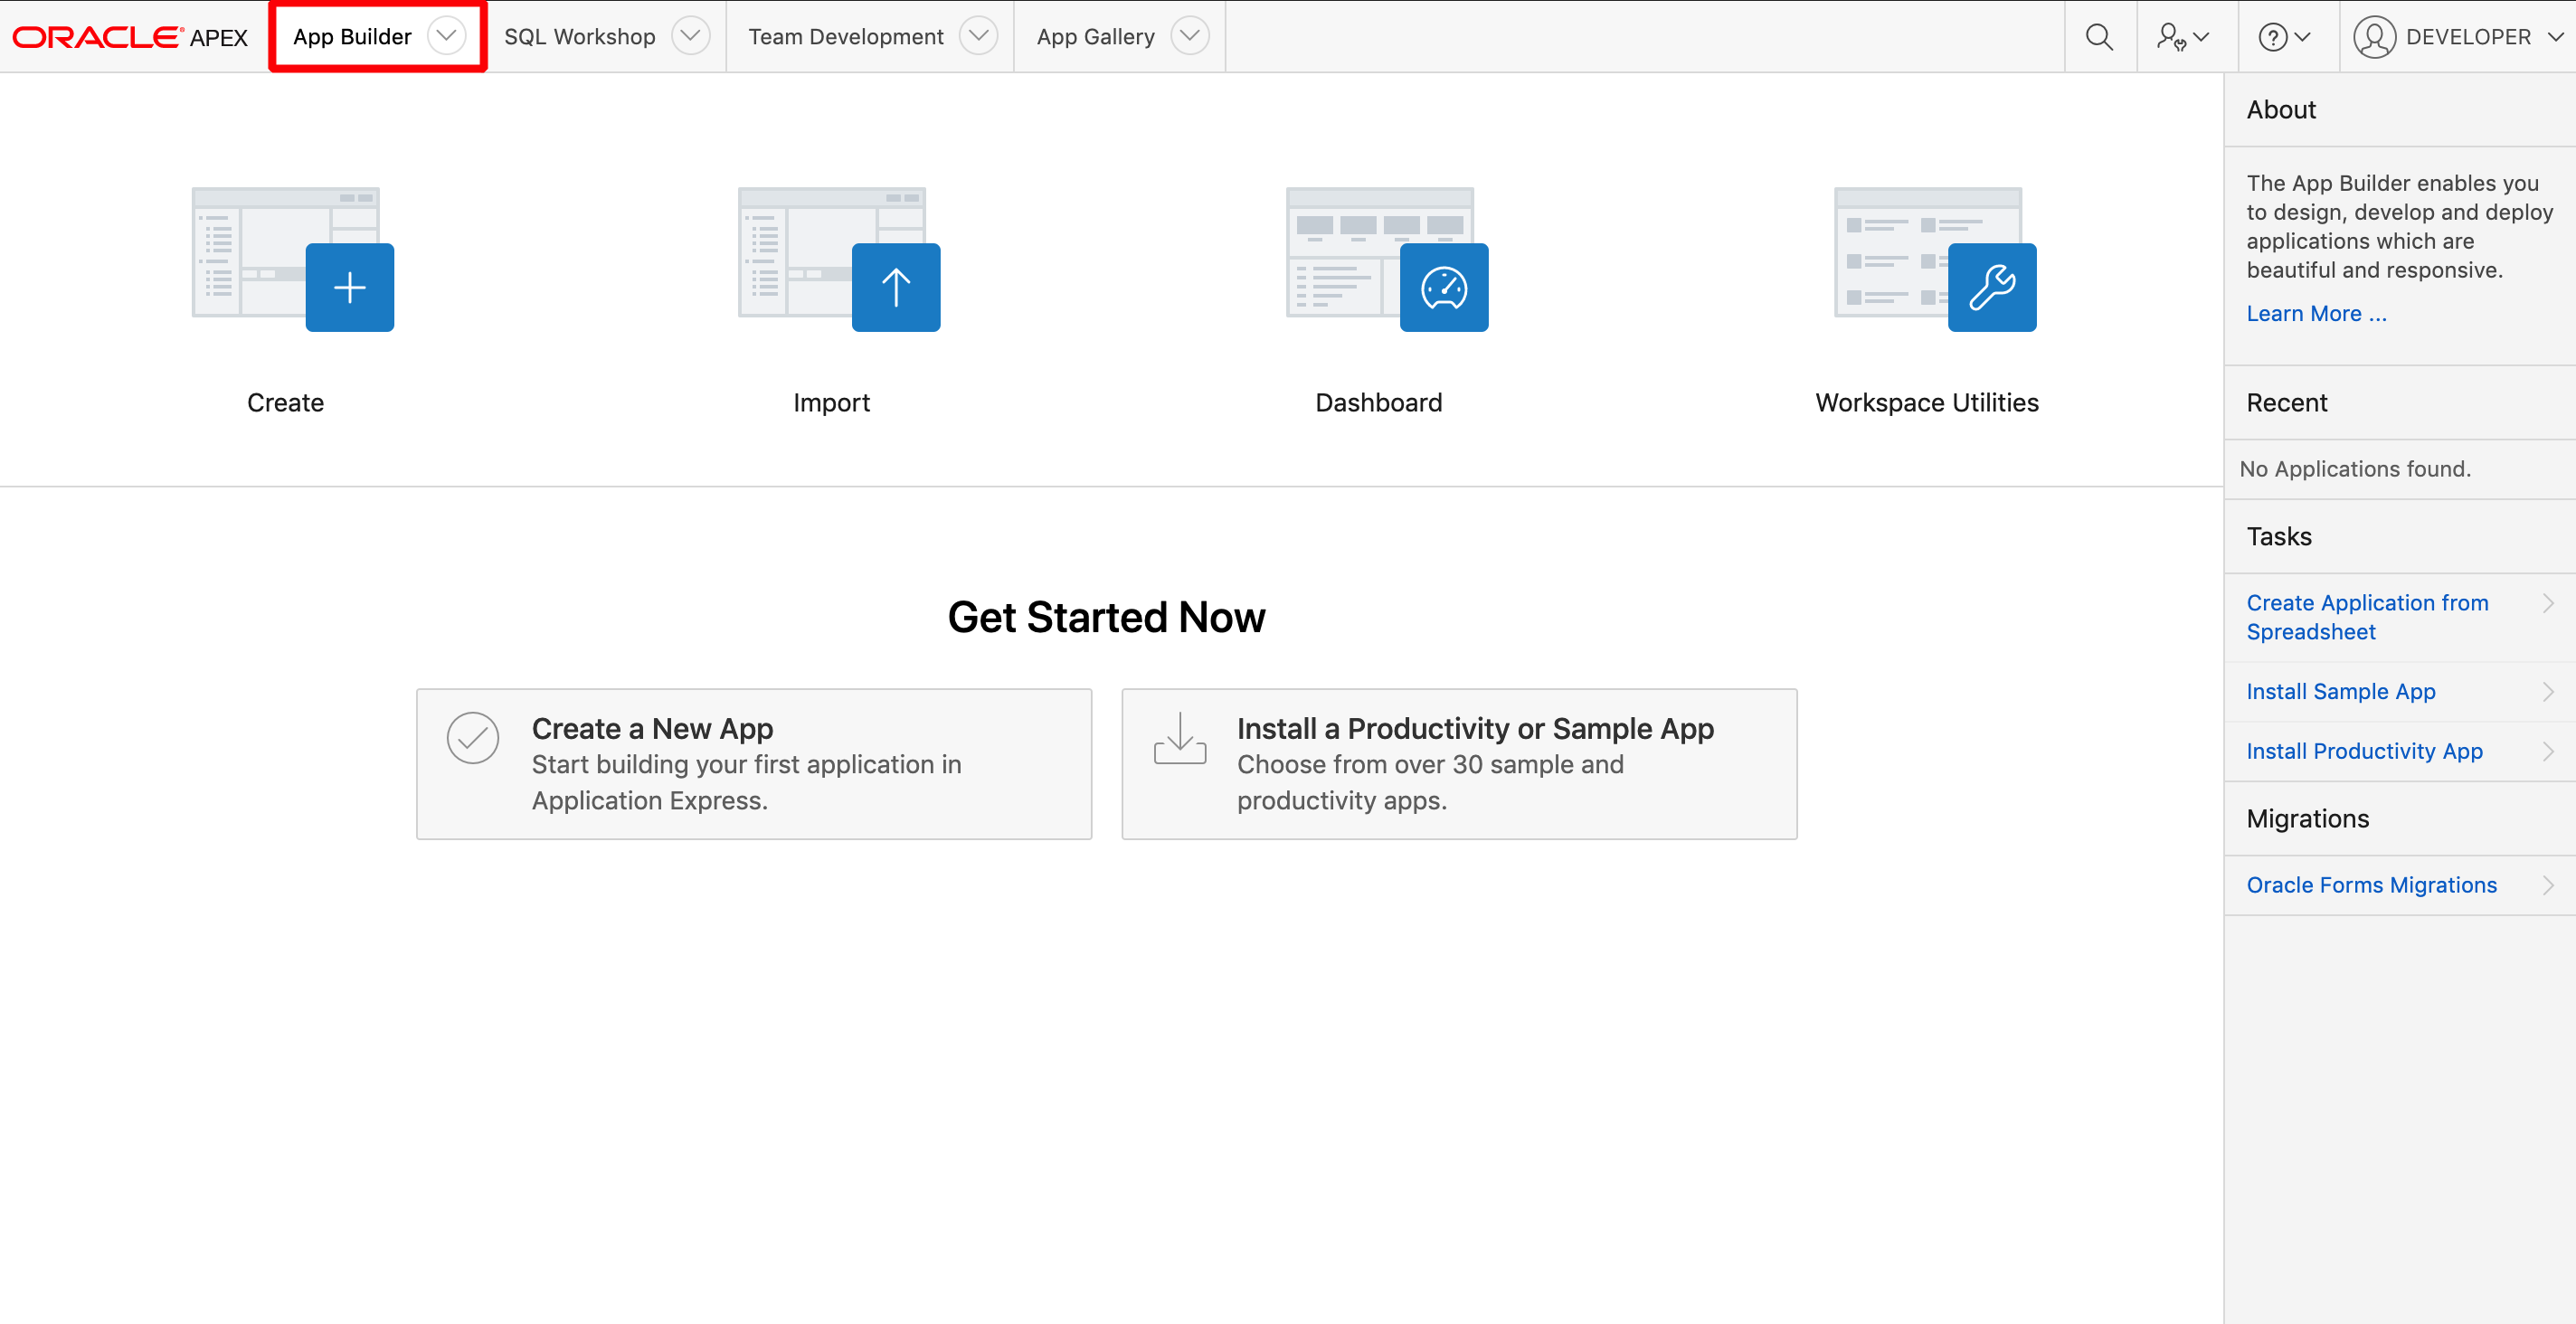 ORACLE APEX
App Builder
SQL Workshop
Team Development
App Gallery
?
DEVELOPER
Create
Import
Dashboard
Workspace Utilities
Get Started Now
Create a New App
Start building your first application in
Application Express.
Install a Productivity or Sample App
Choose from over 30 sample and
productivity apps.
About
The App Builder enables you
to design, develop and deploy
applications which are
beautiful and responsive.
Learn More ...
Recent
No Applications found.
Tasks
Create Application from
Spreadsheet
Install Sample App
Install Productivity App
Migrations
Oracle Forms Migrations